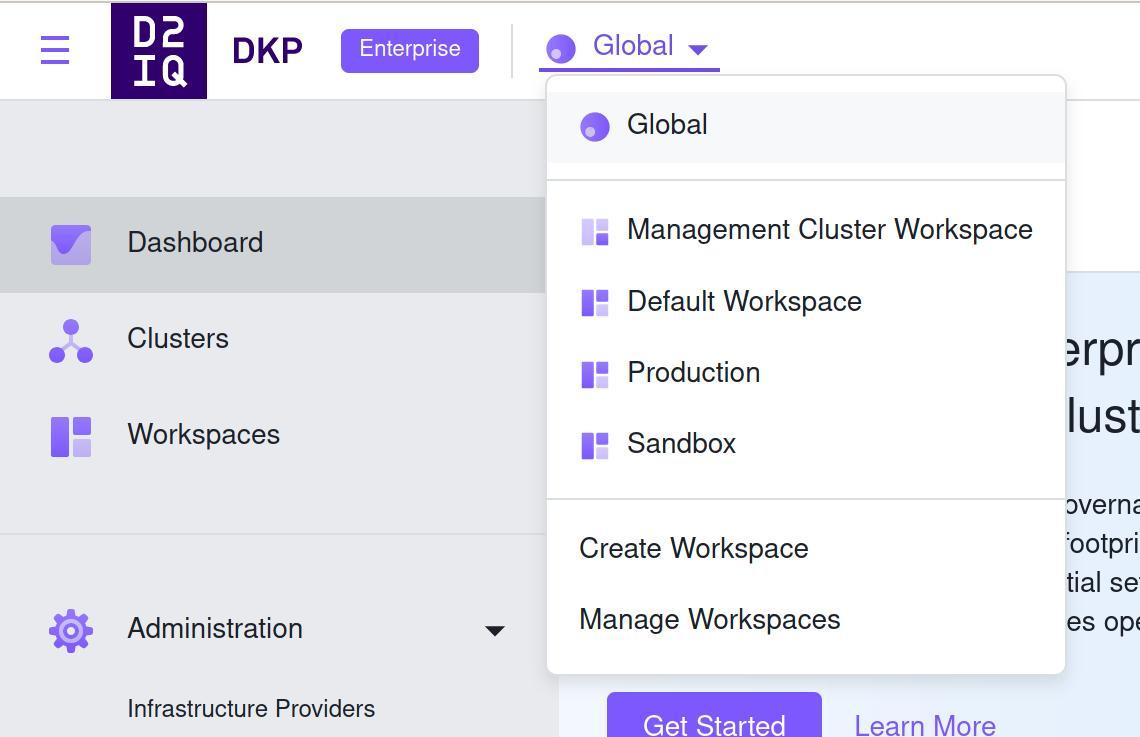 D2
IQ
DKP
Enterprise
Global
Global
Management Cluster Workspace
Default Workspace
Production
Sandbox
Create Workspace
Manage Workspaces
Dashboard
Clusters
Workspaces
Administration
Infrastructure Providers
erpr
lust
overna
footpri
tial se
es ope
Get Started
Learn More